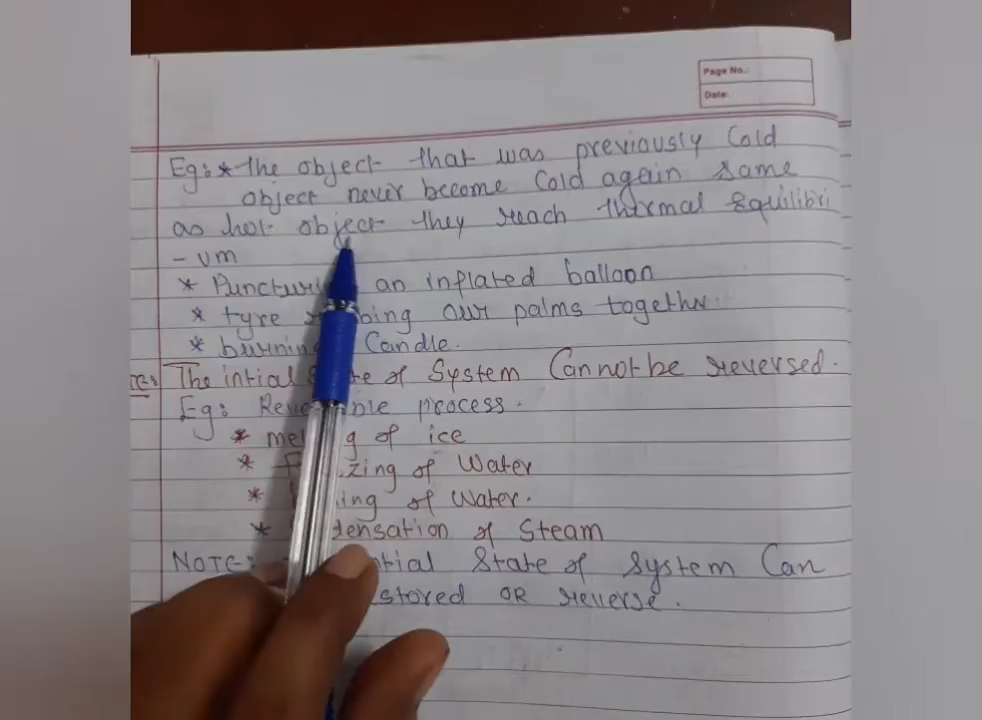 Page No.:
Date:
Eg: * the object that was previously Cold
object never become Cold again same
as hot object they reach thermal Equilibri
- um
* Puncturi an inflated balloon
* tyre bing our palms together.
* burnin Candle.
The intial te of System Cannot be reversed.
Eg: Reve ble process.
* mel g of ice
* F zing of Water
* ing of Water.
* densation of Steam
NOTE: tial State of System Can
stored OR reverse.